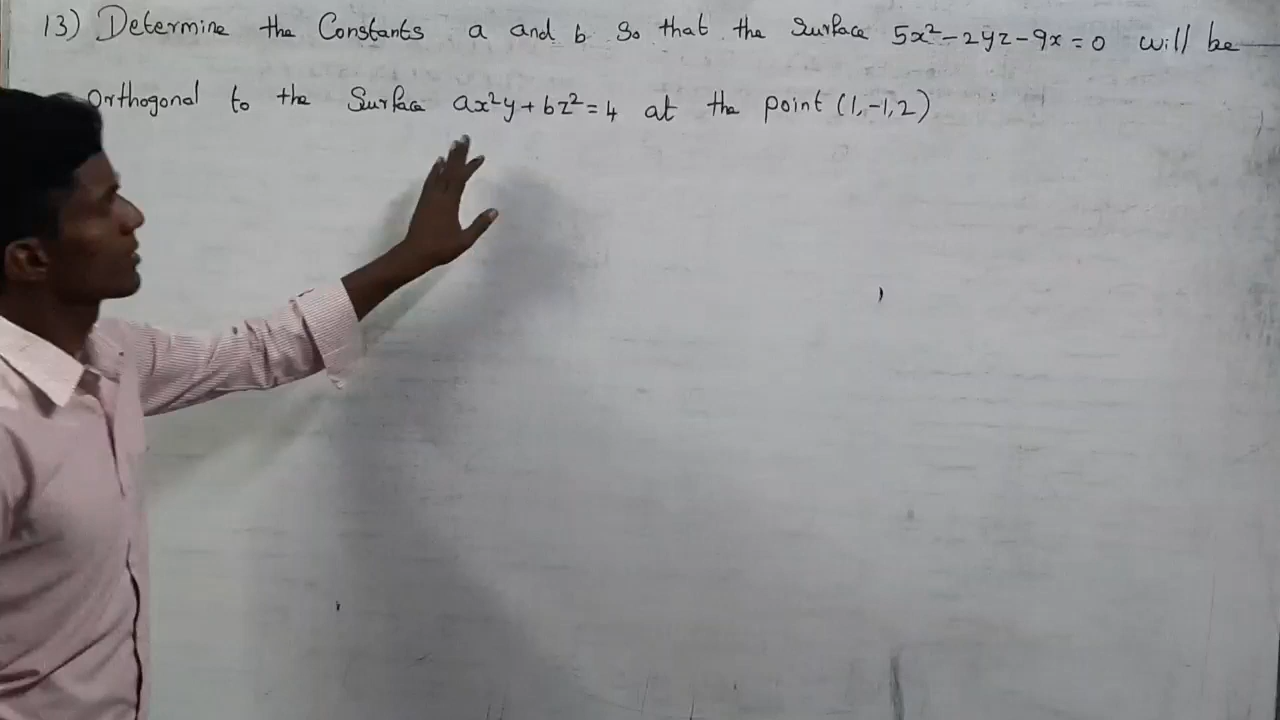 13) Determine the Constants a and b So that the Surface 5x²-2yz-9x=0 will be
Orthogonal to the Surface ax²y+bz²=4 at the point (1,-1,2)